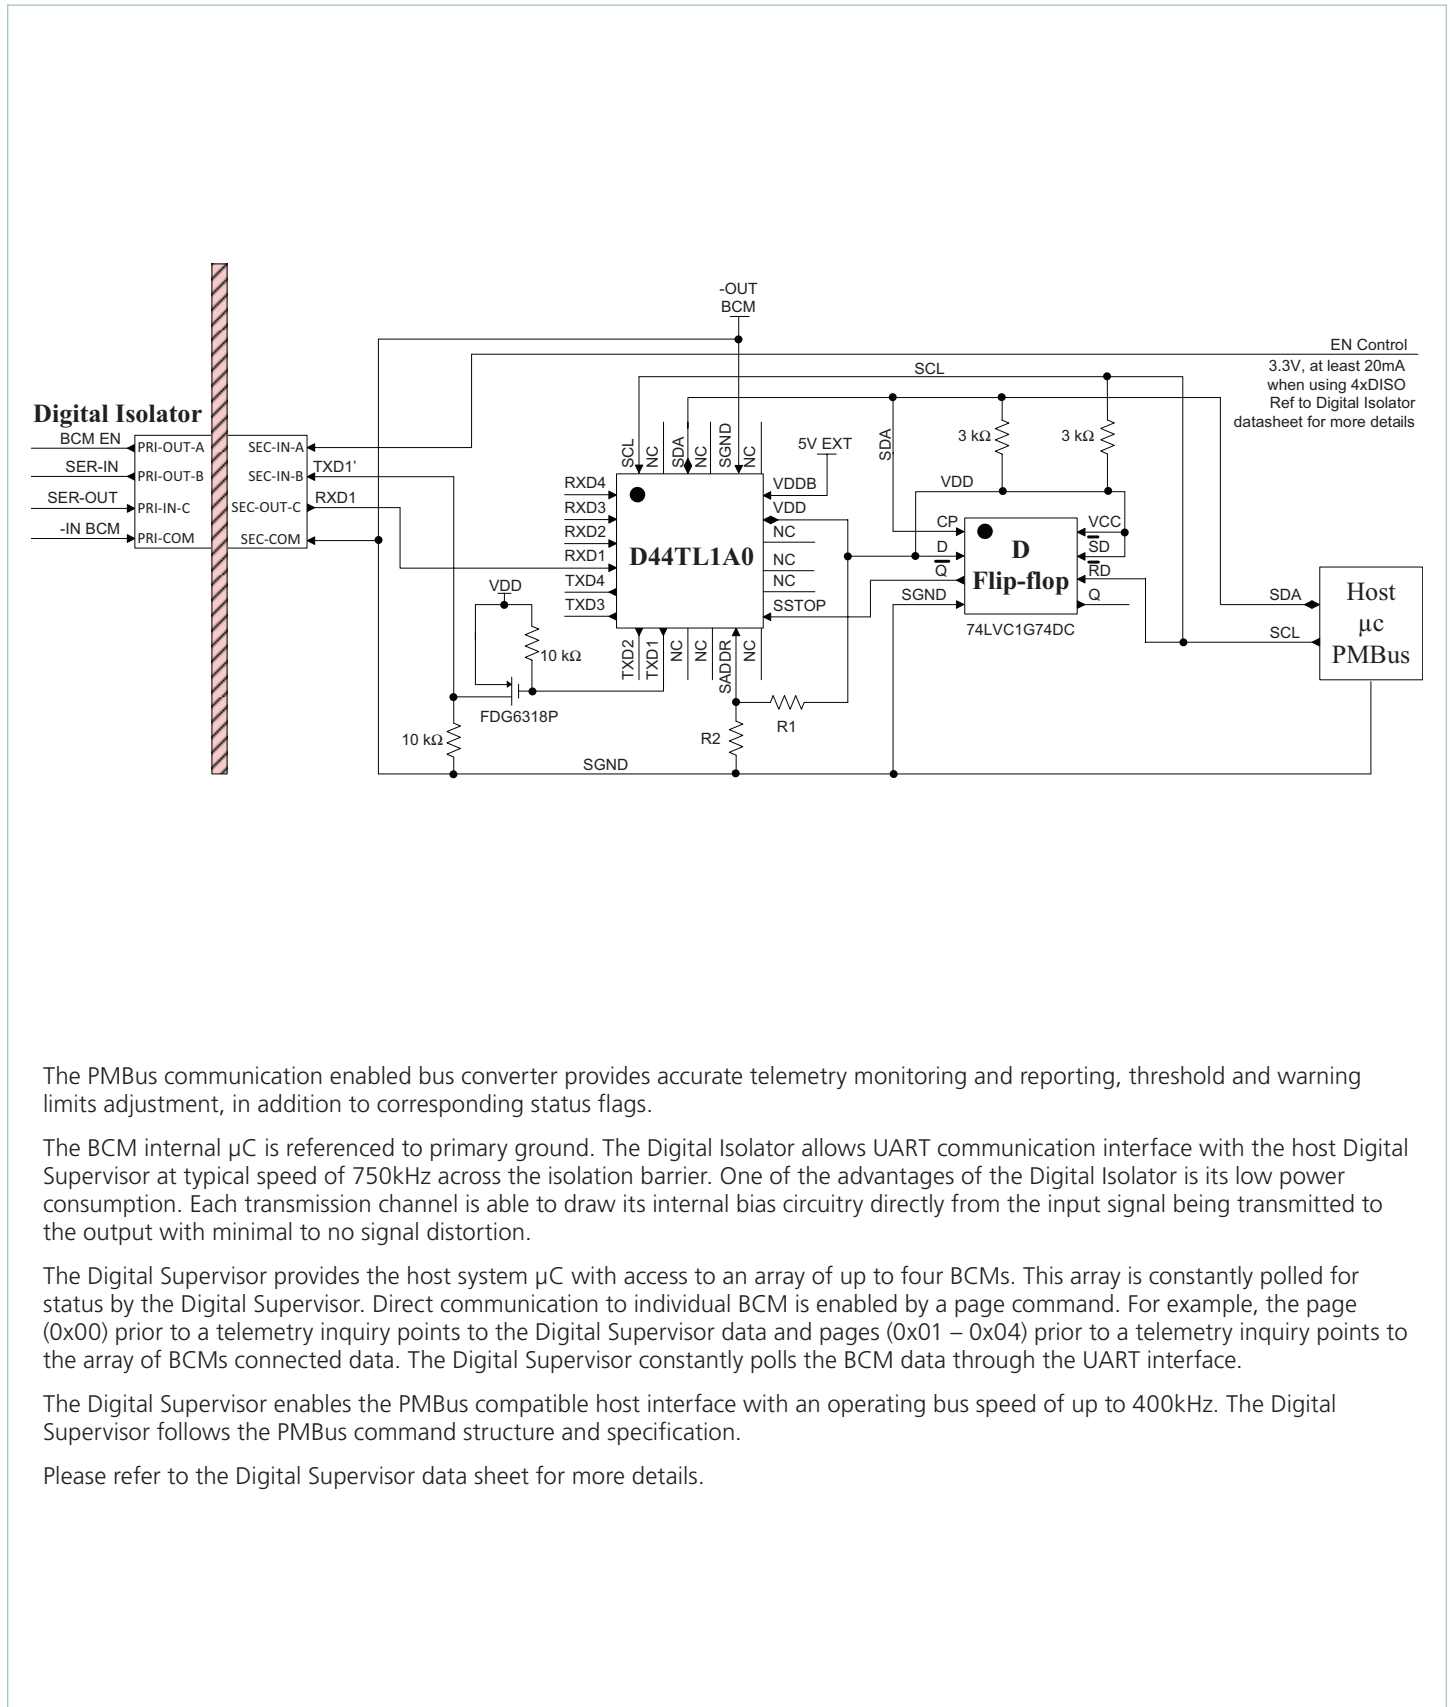 -OUT
BCM
EN Control
3.3V, at least 20mA
when using 4xDISO
Ref to Digital Isolator
datasheet for more details
SCL
Digital Isolator
BCM EN
PRI-OUT-A
SEC-IN-A
SER-IN
PRI-OUT-B
SEC-IN-B
TXD1'
SER-OUT
PRI-IN-C
SEC-OUT-C
RXD1
-IN BCM
PRI-COM
SEC-COM
SCL
NC
SDA
NC
SGND
NC
5V EXT
SDA
3 kΩ
3 kΩ
RXD4
RXD3
RXD2
RXD1
TXD4
TXD3
D44TL1A0
VDDB
VDD
NC
NC
NC
SSTOP
TXD2
TXD1
NC
NC
SADDR
NC
VDD
CP
D
Q
SGND
D
Flip-flop
VCC
SD
RD
Q
74LVC1G74DC
SDA
SCL
Host
µc
PMBus
VDD
10 kΩ
FDG6318P
10 kΩ
R1
R2
SGND
The PMBus communication enabled bus converter provides accurate telemetry monitoring and reporting, threshold and warning
limits adjustment, in addition to corresponding status flags.
The BCM internal µC is referenced to primary ground. The Digital Isolator allows UART communication interface with the host Digital
Supervisor at typical speed of 750kHz across the isolation barrier. One of the advantages of the Digital Isolator is its low power
consumption. Each transmission channel is able to draw its internal bias circuitry directly from the input signal being transmitted to
the output with minimal to no signal distortion.
The Digital Supervisor provides the host system µC with access to an array of up to four BCMs. This array is constantly polled for
status by the Digital Supervisor. Direct communication to individual BCM is enabled by a page command. For example, the page
(0x00) prior to a telemetry inquiry points to the Digital Supervisor data and pages (0x01 – 0x04) prior to a telemetry inquiry points to
the array of BCMs connected data. The Digital Supervisor constantly polls the BCM data through the UART interface.
The Digital Supervisor enables the PMBus compatible host interface with an operating bus speed of up to 400kHz. The Digital
Supervisor follows the PMBus command structure and specification.
Please refer to the Digital Supervisor data sheet for more details.